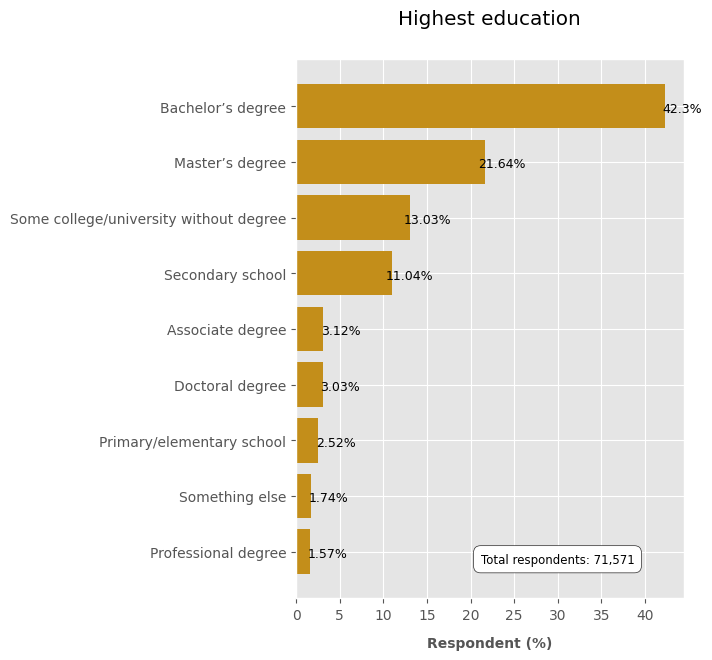 Highest education
Bachelor’s degree 42.3%
Master’s degree 21.64%
Some college/university without degree 13.03%
Secondary school 11.04%
Associate degree 3.12%
Doctoral degree 3.03%
Primary/elementary school 2.52%
Something else 1.74%
Professional degree 1.57%
Total respondents: 71,571
0 5 10 15 20 25 30 35 40
Respondent (%)